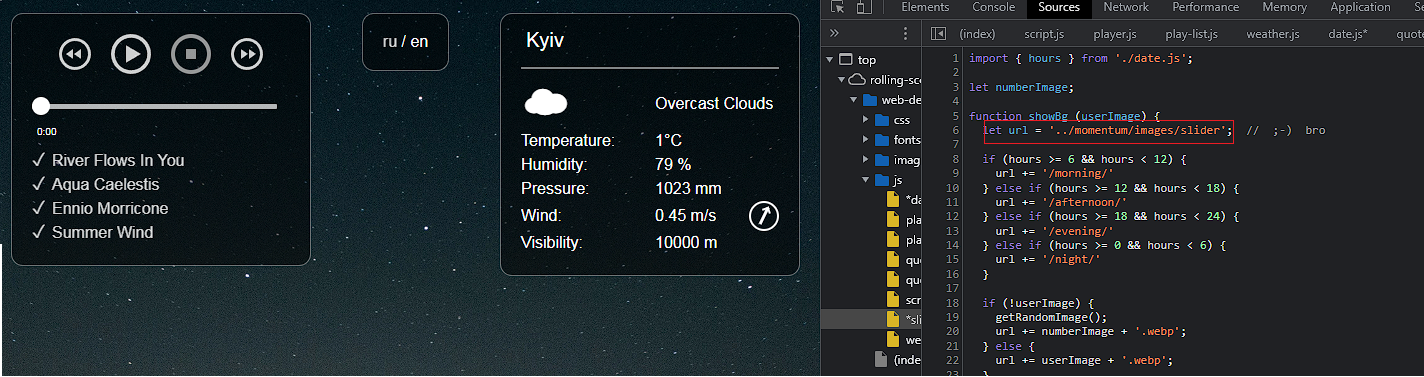 ru / en
Kyiv
Overcast Clouds
Temperature: 1°C
Humidity: 79 %
Pressure: 1023 mm
Wind: 0.45 m/s
Visibility: 10000 m
0:00
✓ River Flows In You
✓ Aqua Caelestis
✓ Ennio Morricone
✓ Summer Wind
Elements Console Sources Network Performance Memory Application Se
» (index) script.js player.js play-list.js weather.js date.js* quote
top
rolling-sc
web-de
css
fonts
imag
js
*da
pla
pla
quo
quo
scr
*sli
we
(inde
1 import { hours } from './date.js';
2
3 let numberImage;
4
5 function showBg (userImage) {
6 let url = '../momentum/images/slider'; // ;-) bro
7
8 if (hours >= 6 && hours < 12) {
9 url += '/morning/'
10 } else if (hours >= 12 && hours < 18) {
11 url += '/afternoon/'
12 } else if (hours >= 18 && hours < 24) {
13 url += '/evening/'
14 } else if (hours >= 0 && hours < 6) {
15 url += '/night/'
16 }
17
18 if (!userImage) {
19 getRandomImage();
20 url += numberImage + '.webp';
21 } else {
22 url += userImage + '.webp';
23 }